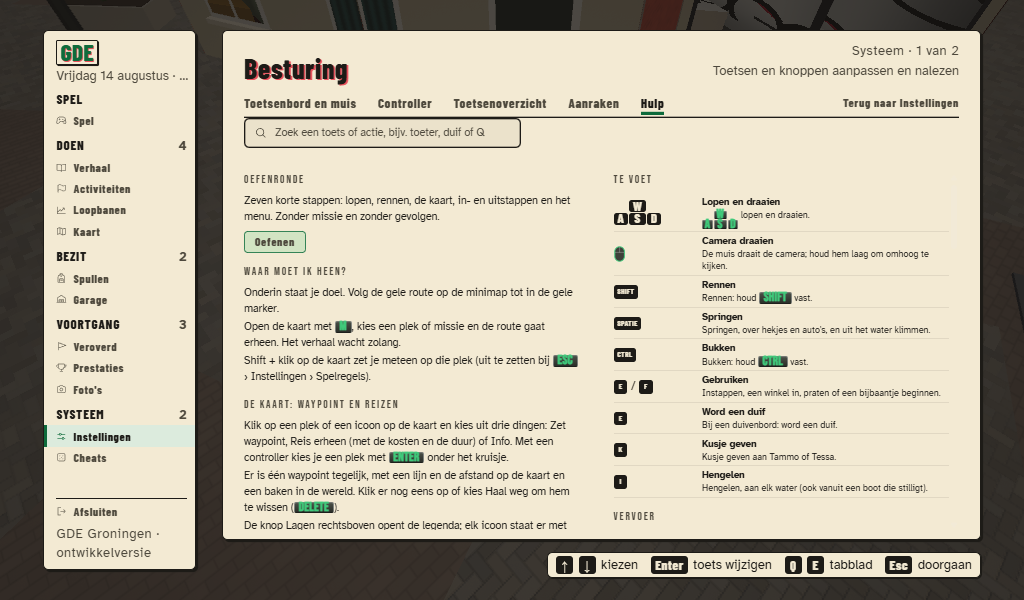 GDE
Vrijdag 14 augustus · ...
SPEL
Spel
DOEN 4
Verhaal
Activiteiten
Loopbanen
Kaart
BEZIT 2
Spullen
Garage
VOORTGANG 3
Veroverd
Prestaties
Foto's
SYSTEEM 2
Instellingen
Cheats
Afsluiten
GDE Groningen ·
ontwikkelversie
Besturing
Systeem · 1 van 2
Toetsen en knoppen aanpassen en nalezen
Toetsenbord en muis Controller Toetsenoverzicht Aanraken Hulp Terug naar Instellingen
Zoek een toets of actie, bijv. toeter, duif of Q
OEFENRONDE
Zeven korte stappen: lopen, rennen, de kaart, in- en uitstappen en het
menu. Zonder missie en zonder gevolgen.
Oefenen
WAAR MOET IK HEEN?
Onderin staat je doel. Volg de gele route op de minimap tot in de gele
marker.
Open de kaart met M, kies een plek of missie en de route gaat
erheen. Het verhaal wacht zolang.
Shift + klik op de kaart zet je meteen op die plek (uit te zetten bij ESC
› Instellingen › Spelregels).
DE KAART: WAYPOINT EN REIZEN
Klik op een plek of een icoon op de kaart en kies uit drie dingen: Zet
waypoint, Reis erheen (met de kosten en de duur) of Info. Met een
controller kies je een plek met ENTER onder het kruisje.
Er is één waypoint tegelijk, met een lijn en de afstand op de kaart en
een baken in de wereld. Klik er nog eens op of kies Haal weg om hem
te wissen (DELETE).
De knop Lagen rechtsboven opent de legenda; elk icoon staat er met
TE VOET
W A S D
Lopen en draaien
W A S D lopen en draaien.
Camera draaien
De muis draait de camera; houd hem laag om omhoog te
kijken.
SHIFT
Rennen
Rennen: houd SHIFT vast.
SPATIE
Springen
Springen, over hekjes en auto's, en uit het water klimmen.
CTRL
Bukken
Bukken: houd CTRL vast.
E / F
Gebruiken
Instappen, een winkel in, praten of een bijbaantje beginnen.
E
Word een duif
Bij een duivenbord: word een duif.
K
Kusje geven
Kusje geven aan Tammo of Tessa.
I
Hengelen
Hengelen, aan elk water (ook vanuit een boot die stilligt).
VERVOER
↑ ↓ kiezen Enter toets wijzigen Q E tabblad Esc doorgaan